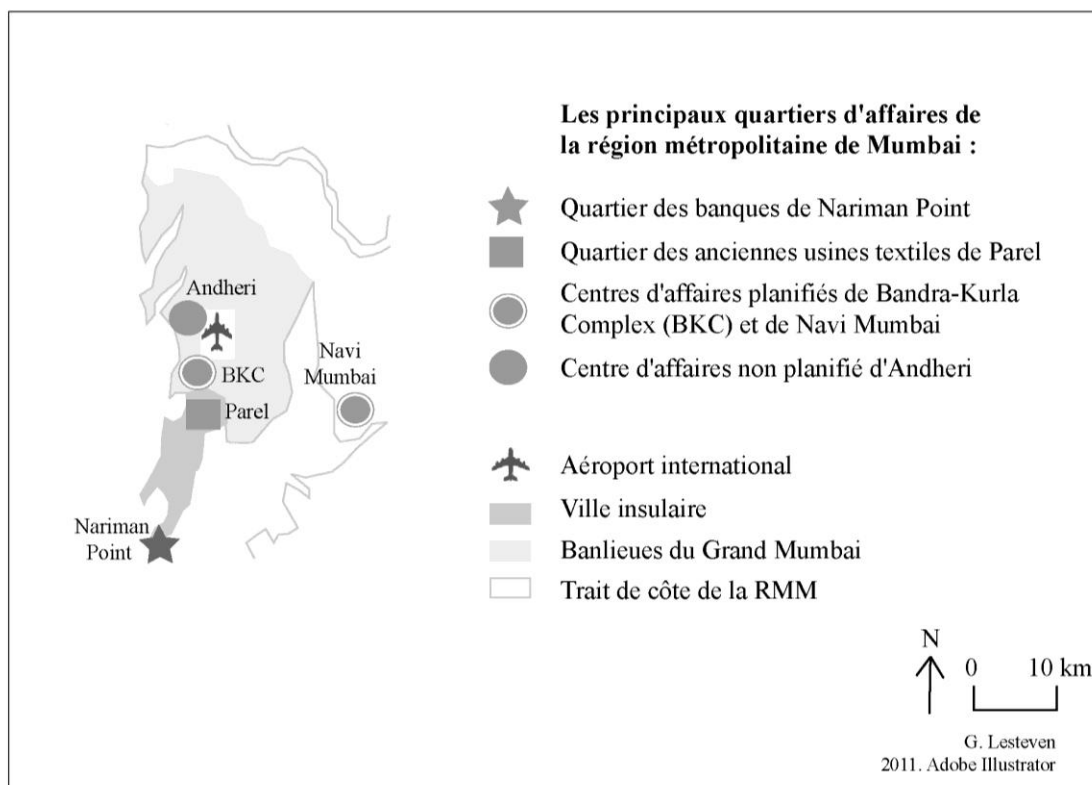 Les principaux quartiers d'affaires de
la région métropolitaine de Mumbai :
Quartier des banques de Nariman Point
Quartier des anciennes usines textiles de Parel
Centres d'affaires planifiés de Bandra-Kurla
Complex (BKC) et de Navi Mumbai
Centre d'affaires non planifié d'Andheri
Aéroport international
Ville insulaire
Banlieues du Grand Mumbai
Trait de côte de la RMM
Andheri
Navi
Mumbai
BKC
Parel
Nariman
Point
N
0 10 km
G. Lesteven
2011. Adobe Illustrator